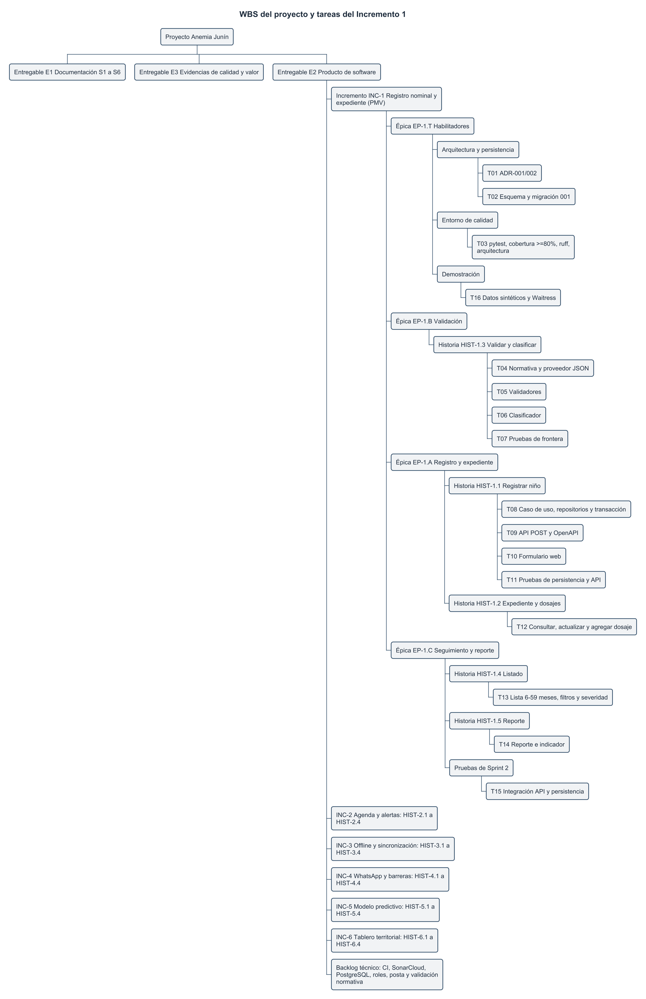 WBS del proyecto y tareas del Incremento 1
Proyecto Anemia Junín
Entregable E1 Documentación S1 a S6
Entregable E3 Evidencias de calidad y valor
Entregable E2 Producto de software
Incremento INC-1 Registro nominal y
expediente (PMV)
Épica EP-1.T Habilitadores
Arquitectura y persistencia
T01 ADR-001/002
T02 Esquema y migración 001
Entorno de calidad
T03 pytest, cobertura >=80%, ruff,
arquitectura
Demostración
T16 Datos sintéticos y Waitress
Épica EP-1.B Validación
Historia HIST-1.3 Validar y clasificar
T04 Normativa y proveedor JSON
T05 Validadores
T06 Clasificador
T07 Pruebas de frontera
Épica EP-1.A Registro y expediente
Historia HIST-1.1 Registrar niño
T08 Caso de uso, repositorios y transacción
T09 API POST y OpenAPI
T10 Formulario web
T11 Pruebas de persistencia y API
Historia HIST-1.2 Expediente y dosajes
T12 Consultar, actualizar y agregar dosaje
Épica EP-1.C Seguimiento y reporte
Historia HIST-1.4 Listado
T13 Lista 6-59 meses, filtros y severidad
Historia HIST-1.5 Reporte
T14 Reporte e indicador
Pruebas de Sprint 2
T15 Integración API y persistencia
INC-2 Agenda y alertas: HIST-2.1 a
HIST-2.4
INC-3 Offline y sincronización: HIST-3.1 a
HIST-3.4
INC-4 WhatsApp y barreras: HIST-4.1 a
HIST-4.4
INC-5 Modelo predictivo: HIST-5.1 a
HIST-5.4
INC-6 Tablero territorial: HIST-6.1 a
HIST-6.4
Backlog técnico: CI, SonarCloud,
PostgreSQL, roles, posta y validación
normativa